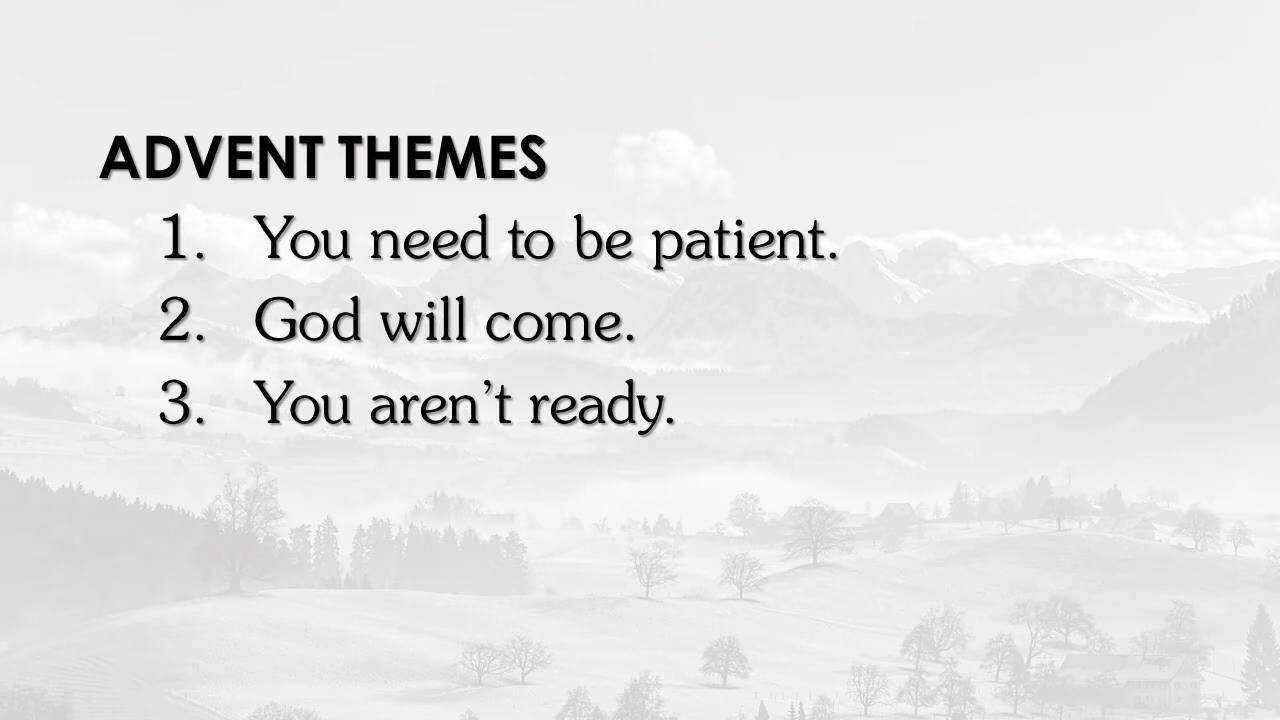 ADVENT THEMES
1. You need to be patient.
2. God will come.
3. You aren’t ready.